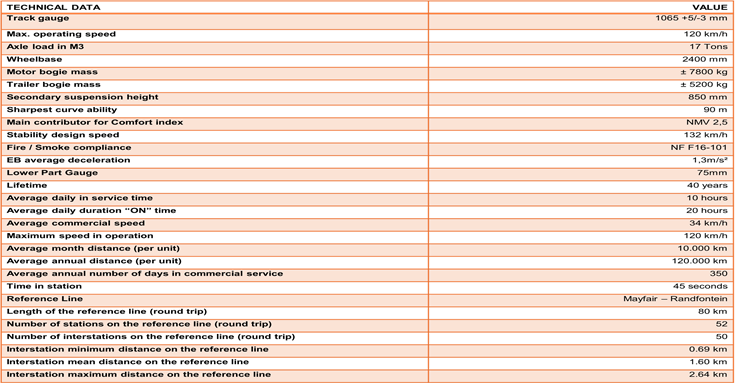 TECHNICAL DATA VALUE
Track gauge 1065 +5/-3 mm
Max. operating speed 120 km/h
Axle load in M3 17 Tons
Wheelbase 2400 mm
Motor bogie mass ± 7800 kg
Trailer bogie mass ± 5200 kg
Secondary suspension height 850 mm
Sharpest curve ability 90 m
Main contributor for Comfort index NMV 2,5
Stability design speed 132 km/h
Fire / Smoke compliance NF F16-101
EB average deceleration 1,3m/s²
Lower Part Gauge 75mm
Lifetime 40 years
Average daily in service time 10 hours
Average daily duration "ON" time 20 hours
Average commercial speed 34 km/h
Maximum speed in operation 120 km/h
Average month distance (per unit) 10.000 km
Average annual distance (per unit) 120.000 km
Average annual number of days in commercial service 350
Time in station 45 seconds
Reference Line Mayfair – Randfontein
Length of the reference line (round trip) 80 km
Number of stations on the reference line (round trip) 52
Number of interstations on the reference line (round trip) 50
Interstation minimum distance on the reference line 0.69 km
Interstation mean distance on the reference line 1.60 km
Interstation maximum distance on the reference line 2.64 km